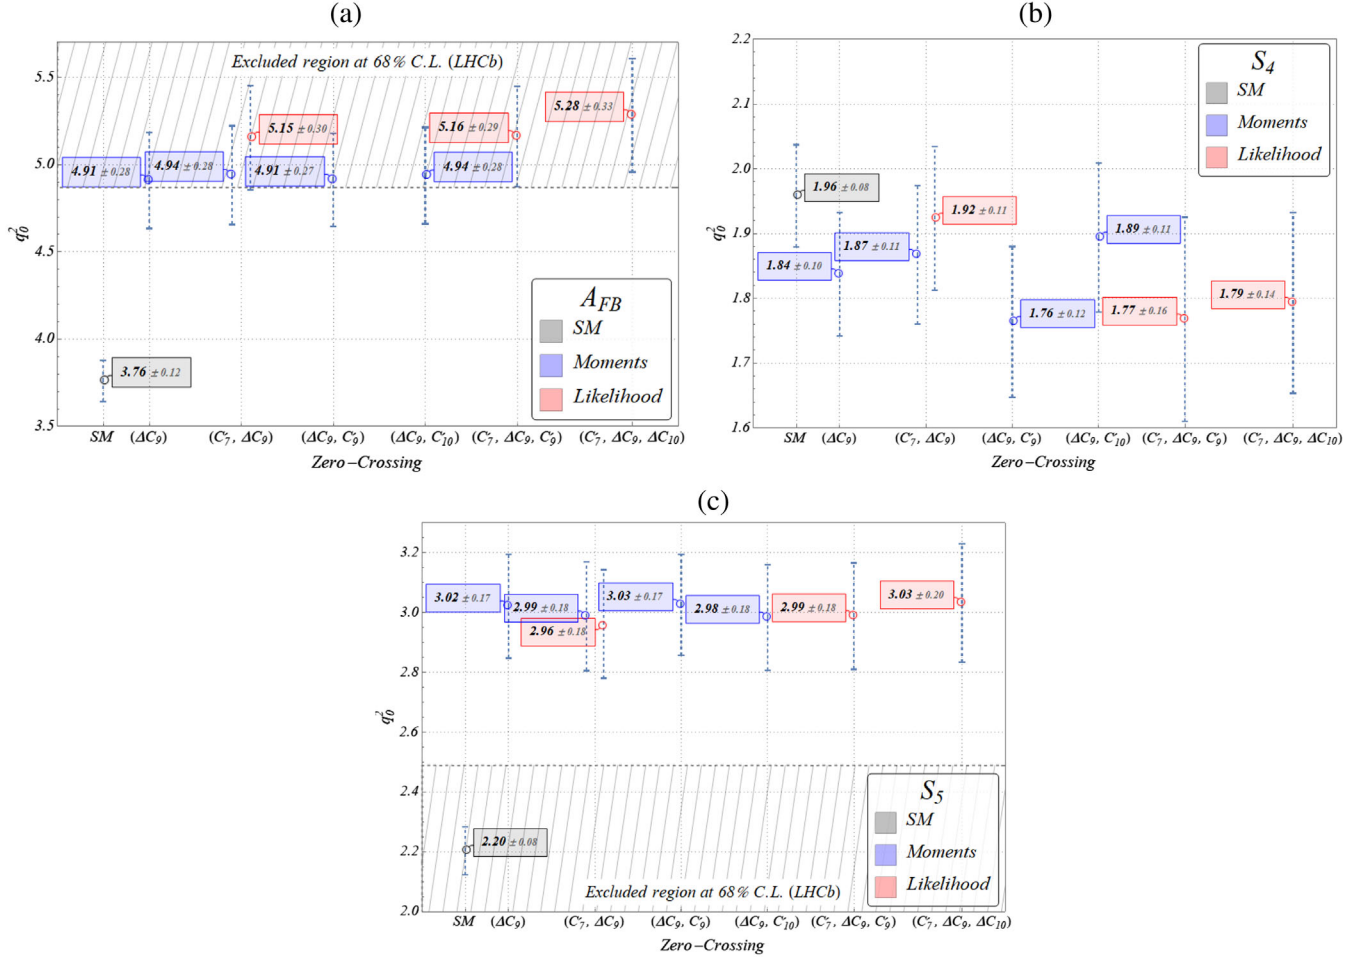 (a)
Excluded region at 68% C.L. (LHCb)
5.5
5.0
4.5
4.0
3.5
q₀²
5.28 ± 0.33
5.15 ± 0.30
5.16 ± 0.29
4.91 ± 0.28
4.94 ± 0.28
4.91 ± 0.27
4.94 ± 0.28
3.76 ± 0.12
A_FB
SM
Moments
Likelihood
SM (ΔC₉) (C₇, ΔC₉) (ΔC₉, C₉) (ΔC₉, C₁₀) (C₇, ΔC₉, C₉) (C₇, ΔC₉, ΔC₁₀)
Zero−Crossing
(b)
2.2
2.1
2.0
1.9
1.8
1.7
1.6
q₀²
S₄
SM
Moments
Likelihood
1.96 ± 0.08
1.92 ± 0.11
1.87 ± 0.11
1.89 ± 0.11
1.84 ± 0.10
1.76 ± 0.12
1.77 ± 0.16
1.79 ± 0.14
SM (ΔC₉) (C₇, ΔC₉) (ΔC₉, C₉) (ΔC₉, C₁₀) (C₇, ΔC₉, C₉) (C₇, ΔC₉, ΔC₁₀)
Zero−Crossing
(c)
3.2
3.0
2.8
2.6
2.4
2.2
2.0
q₀²
3.02 ± 0.17
2.99 ± 0.18
2.96 ± 0.18
3.03 ± 0.17
2.98 ± 0.18
2.99 ± 0.18
3.03 ± 0.20
2.20 ± 0.08
S₅
SM
Moments
Likelihood
Excluded region at 68% C.L. (LHCb)
SM (ΔC₉) (C₇, ΔC₉) (ΔC₉, C₉) (ΔC₉, C₁₀) (C₇, ΔC₉, C₉) (C₇, ΔC₉, ΔC₁₀)
Zero−Crossing